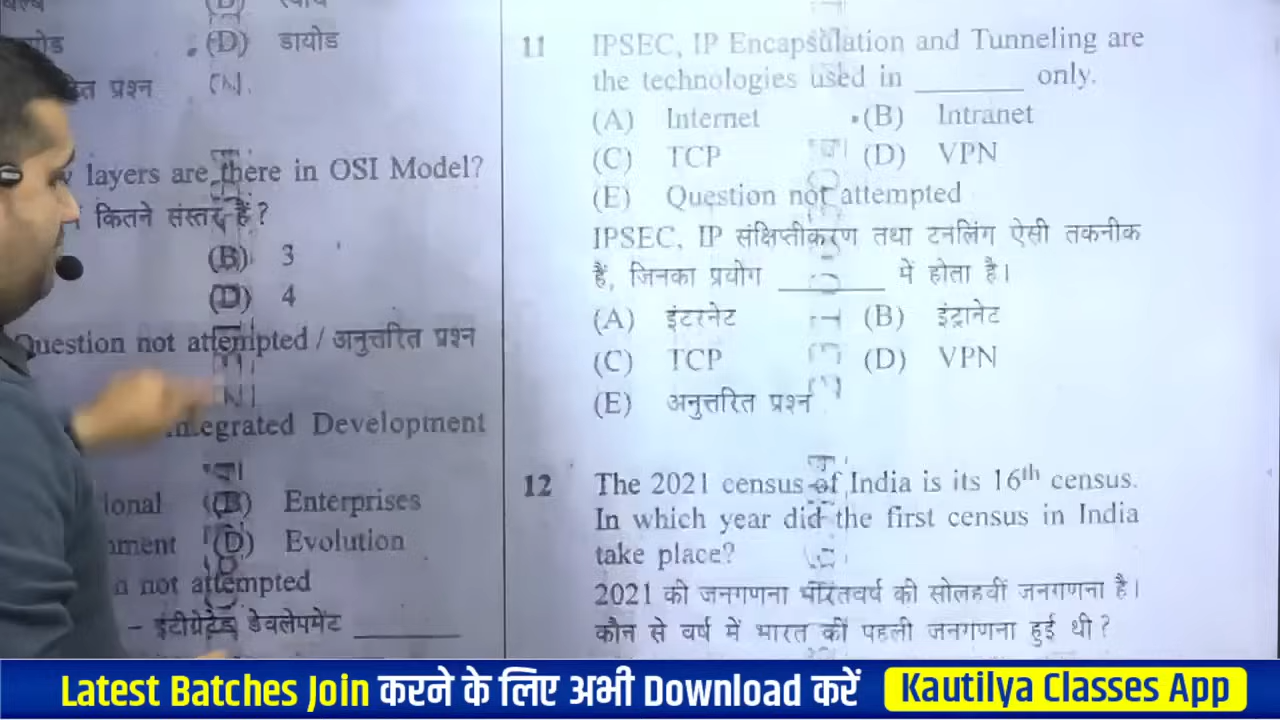 (D) डायोड
प्रश्न
layers are there in OSI Model?
कितने संस्तर हैं ?
(B) 3
(D) 4
Question not attempted / अनुत्तरित प्रश्न
Integrated Development
(B) Enterprises
(D) Evolution
not attempted
– इंटीग्रेटेड डेवलेपमेंट ______
11 IPSEC, IP Encapsulation and Tunneling are
the technologies used in ______ only.
(A) Internet (B) Intranet
(C) TCP (D) VPN
(E) Question not attempted
IPSEC, IP संक्षिप्तीकरण तथा टनलिंग ऐसी तकनीक
हैं, जिनका प्रयोग ______ में होता है।
(A) इंटरनेट (B) इंट्रानेट
(C) TCP (D) VPN
(E) अनुत्तरित प्रश्न
12 The 2021 census of India is its 16th census.
In which year did the first census in India
take place?
2021 की जनगणना भारतवर्ष की सोलहवीं जनगणना है।
कौन से वर्ष में भारत की पहली जनगणना हुई थी ?
Latest Batches Join करने के लिए अभी Download करें Kautilya Classes App